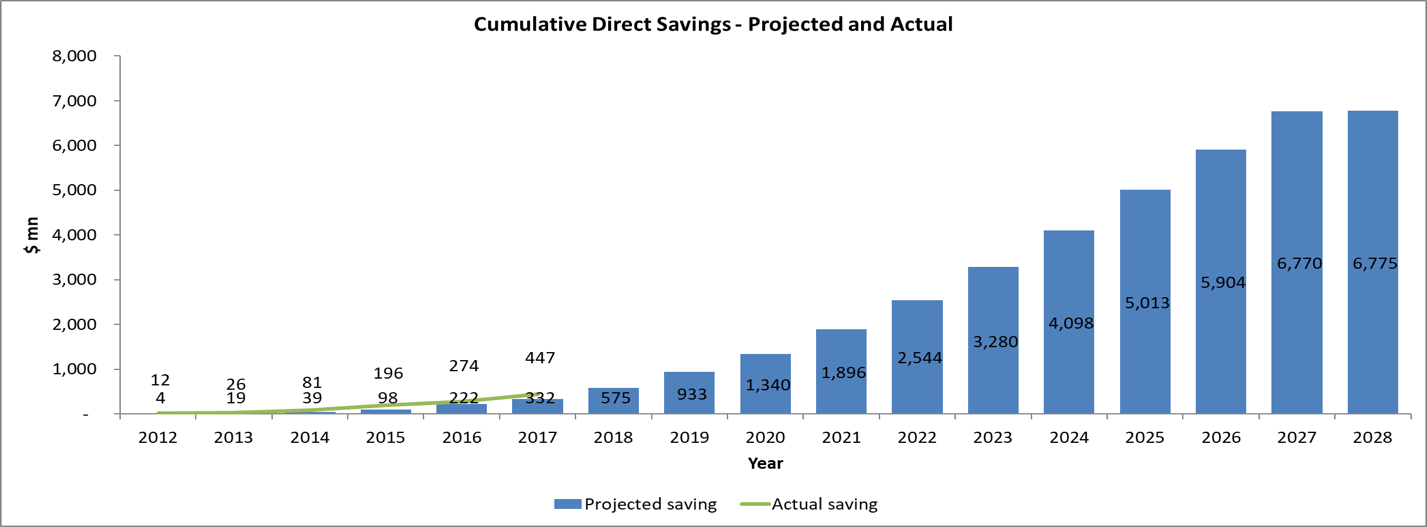 Cumulative Direct Savings - Projected and Actual
8,000
7,000
6,000
5,000
4,000
3,000
2,000
1,000
-
$ mn
12 26 81 196 274 447
4 19 39 98 222 332 575 933 1,340 1,896 2,544 3,280 4,098 5,013 5,904 6,770 6,775
2012 2013 2014 2015 2016 2017 2018 2019 2020 2021 2022 2023 2024 2025 2026 2027 2028
Year
Projected saving Actual saving